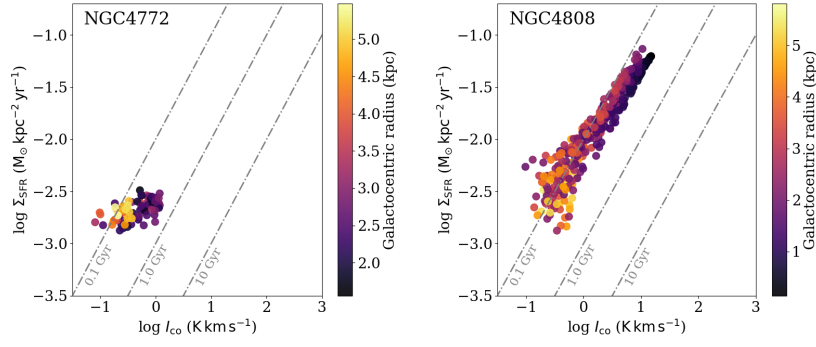 NGC4772
−1.0
−1.5
−2.0
−2.5
−3.0
−3.5
log Σ_SFR (M_⊙ kpc⁻² yr⁻¹)
0.1 Gyr
1.0 Gyr
10 Gyr
−1
0
1
2
3
log I_co (K km s⁻¹)
5.0
4.5
4.0
3.5
3.0
2.5
2.0
Galactocentric radius (kpc)
NGC4808
−1.0
−1.5
−2.0
−2.5
−3.0
−3.5
log Σ_SFR (M_⊙ kpc⁻² yr⁻¹)
0.1 Gyr
1.0 Gyr
10 Gyr
−1
0
1
2
3
log I_co (K km s⁻¹)
5
4
3
2
1
Galactocentric radius (kpc)